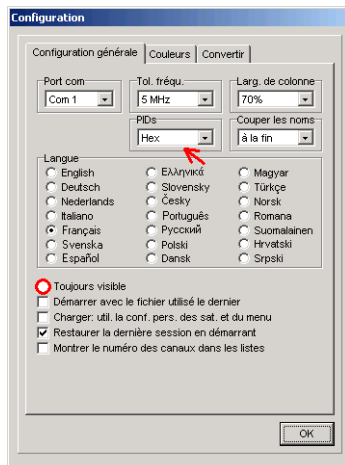 Configuration
Configuration générale Couleurs Convertir
Port com Tol. fréqu. Larg. de colonne
Com 1 5 MHz 70%
PIDs Couper les noms
Hex à la fin
Langue
English Ελληνικά Magyar
Deutsch Slovensky Türkçe
Nederlands Česky Norsk
Italiano Português Romana
Français Русский Suomalainen
Svenska Polski Hrvatski
Español Dansk Srpski
Toujours visible
Démarrer avec le fichier utilisé le dernier
Charger: util. la conf. pers. des sat. et du menu
Restaurer la dernière session en démarrant
Montrer le numéro des canaux dans les listes
OK